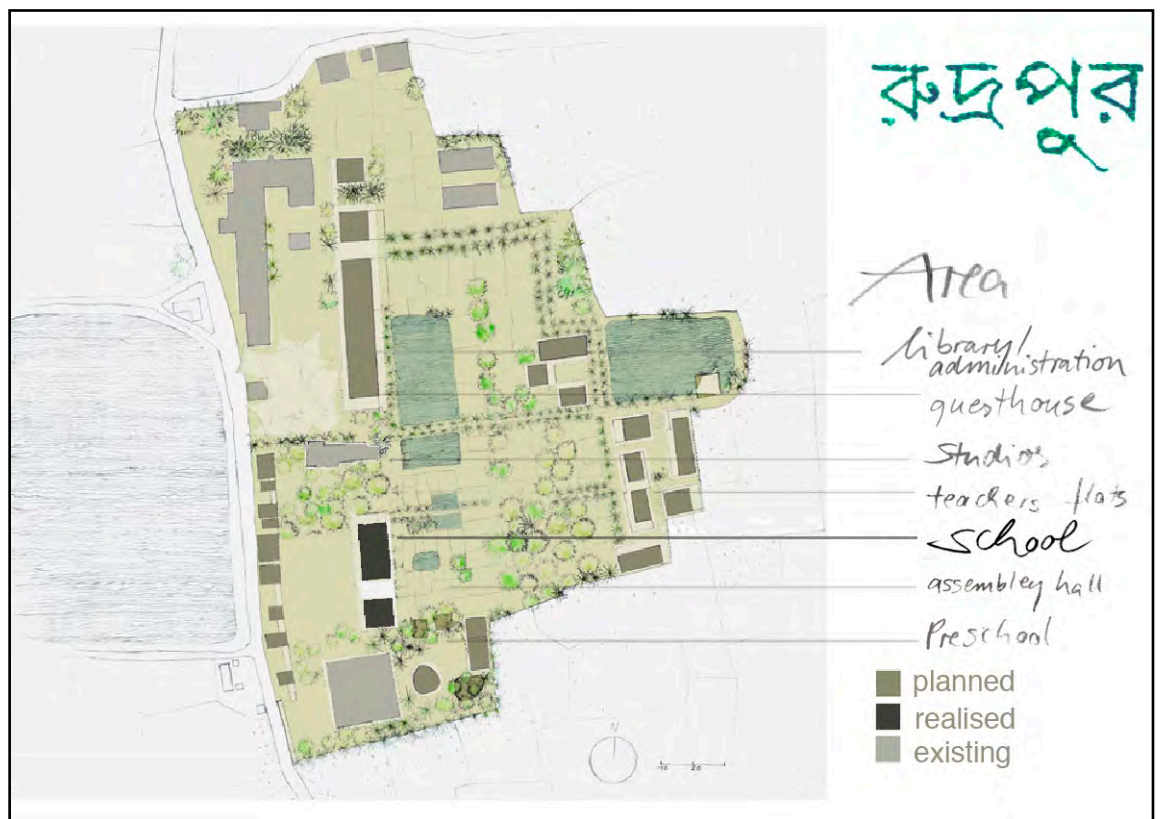 রুদ্রপুর
Area
library/
administration
guesthouse
Studios
teachers flats
School
assembley hall
Preschool
planned
realised
existing
N
10 20